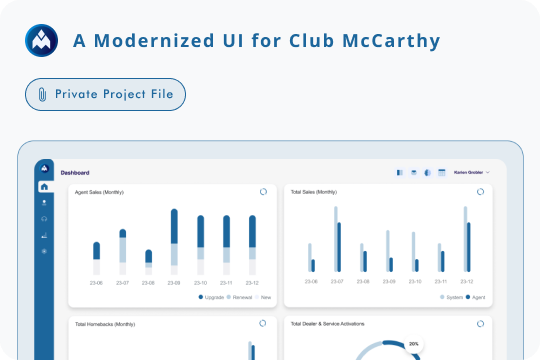 A Modernized UI for Club McCarthy
Private Project File
Dashboard
Karlen Grobler
Agent Sales (Monthly)
23-06 23-07 23-08 23-09 23-10 23-11 23-12
Upgrade Renewal New
Total Sales (Monthly)
23-06 23-07 23-08 23-09 23-10 23-11 23-12
System Agent
Total Homebacks (Monthly)
Total Dealer & Service Activations
20%